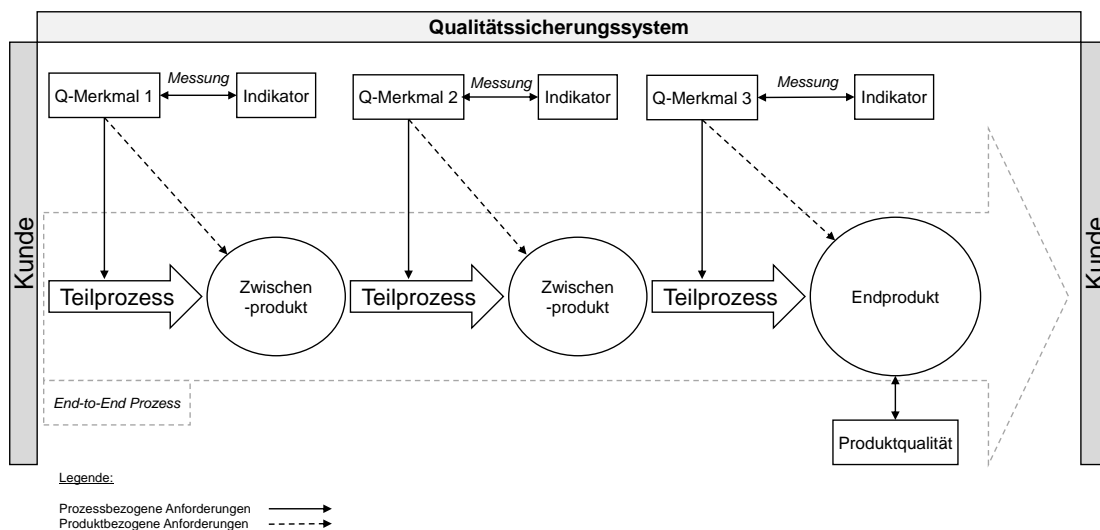 Qualitätssicherungssystem
Kunde
Q-Merkmal 1
Messung
Indikator
Q-Merkmal 2
Messung
Indikator
Q-Merkmal 3
Messung
Indikator
Kunde
Teilprozess
Zwischen
-produkt
Teilprozess
Zwischen
-produkt
Teilprozess
Endprodukt
End-to-End Prozess
Produktqualität
Legende:
Prozessbezogene Anforderungen
Produktbezogene Anforderungen